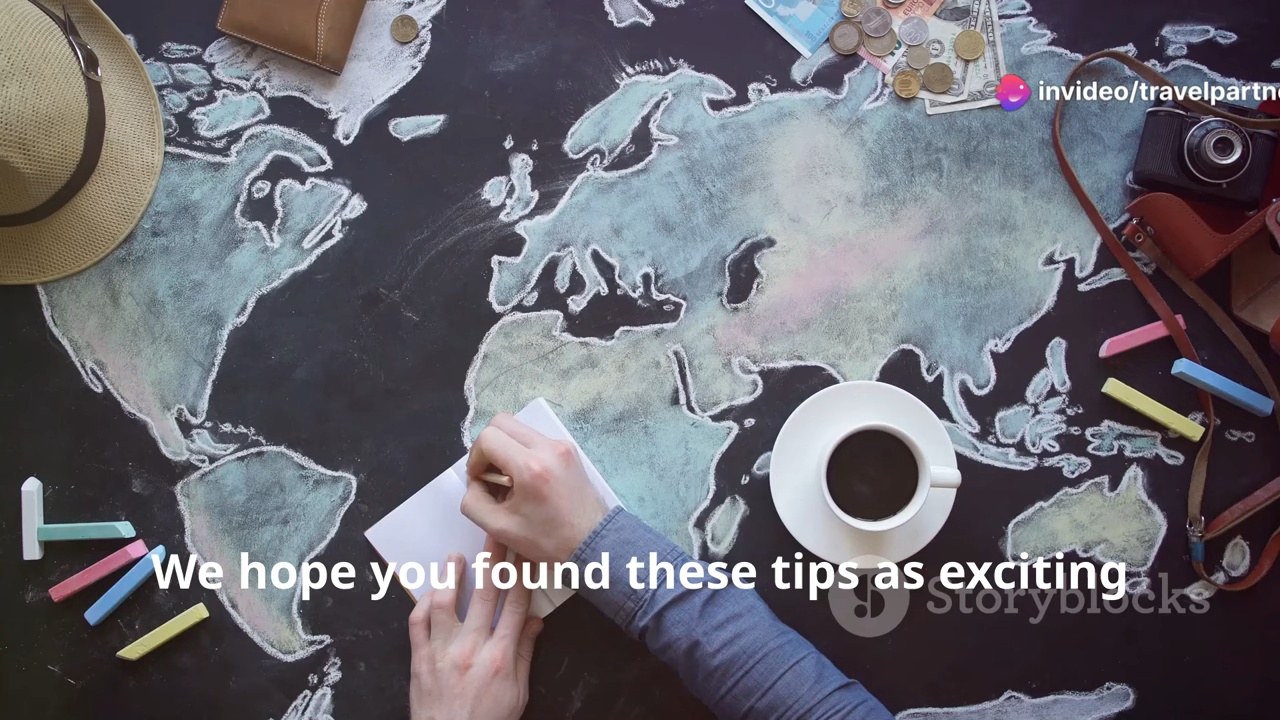 invideo/travelpartne
We hope you found these tips as exciting
Storyblocks